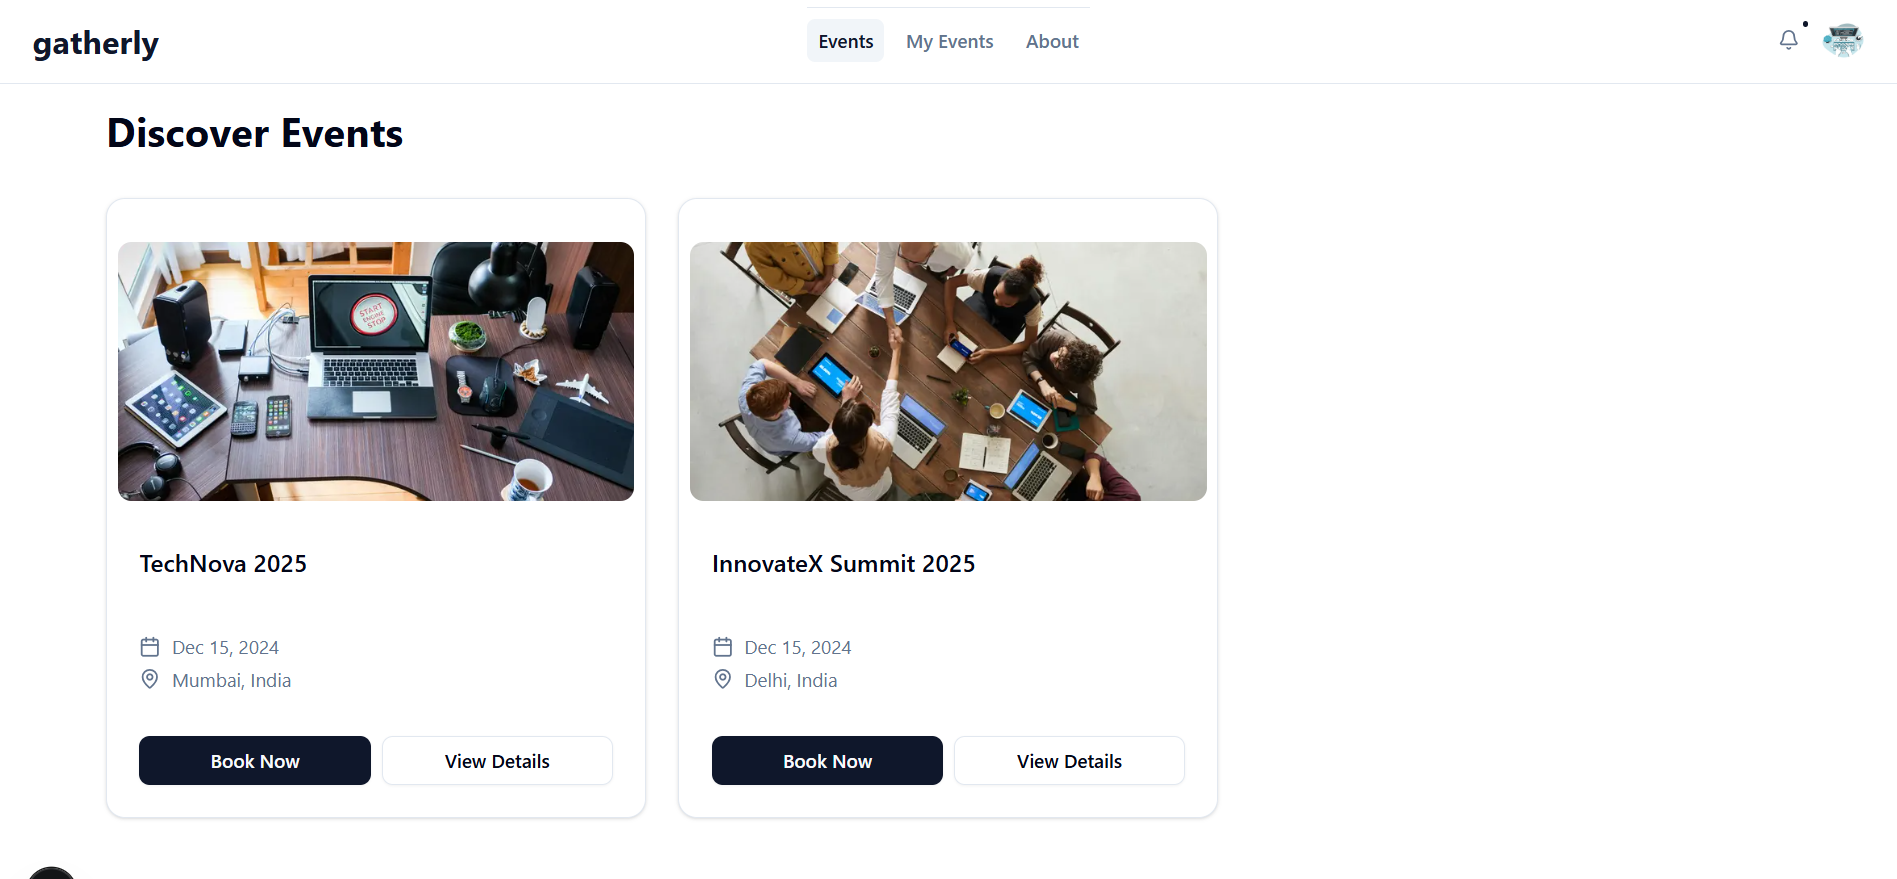 gatherly
Events
My Events
About
Discover Events
START
ENGINE
STOP
TechNova 2025
Dec 15, 2024
Mumbai, India
Book Now
View Details
InnovateX Summit 2025
Dec 15, 2024
Delhi, India
Book Now
View Details